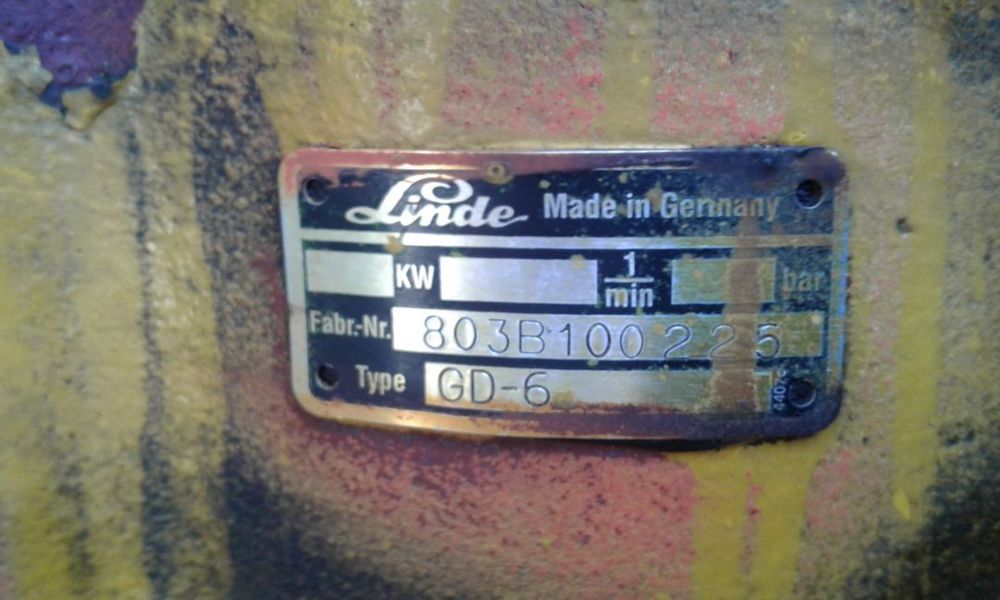 Linde Made in Germany
KW 1/min bar
Fabr.-Nr. 803B100225
Type GD-6